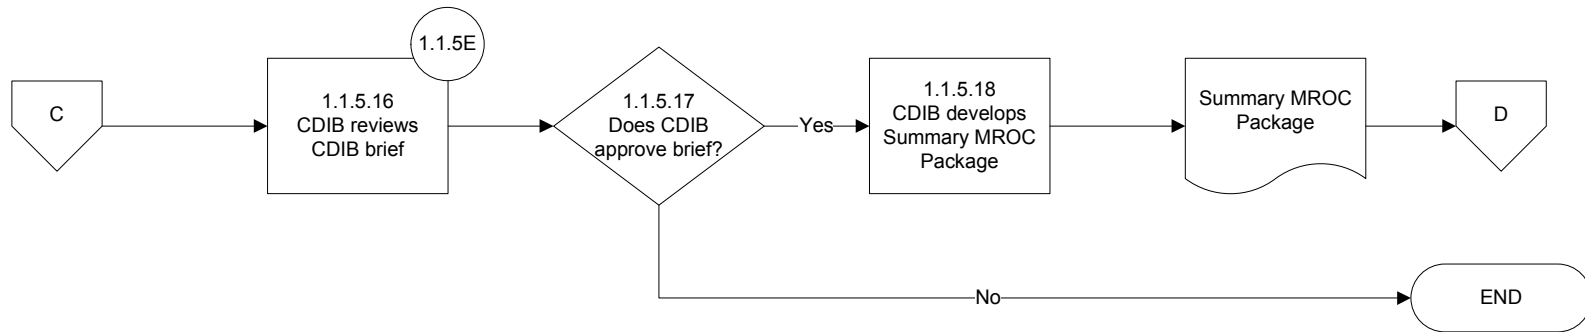 C
1.1.5E
1.1.5.16
CDIB reviews
CDIB brief
1.1.5.17
Does CDIB
approve brief?
Yes
1.1.5.18
CDIB develops
Summary MROC
Package
Summary MROC
Package
D
No
END